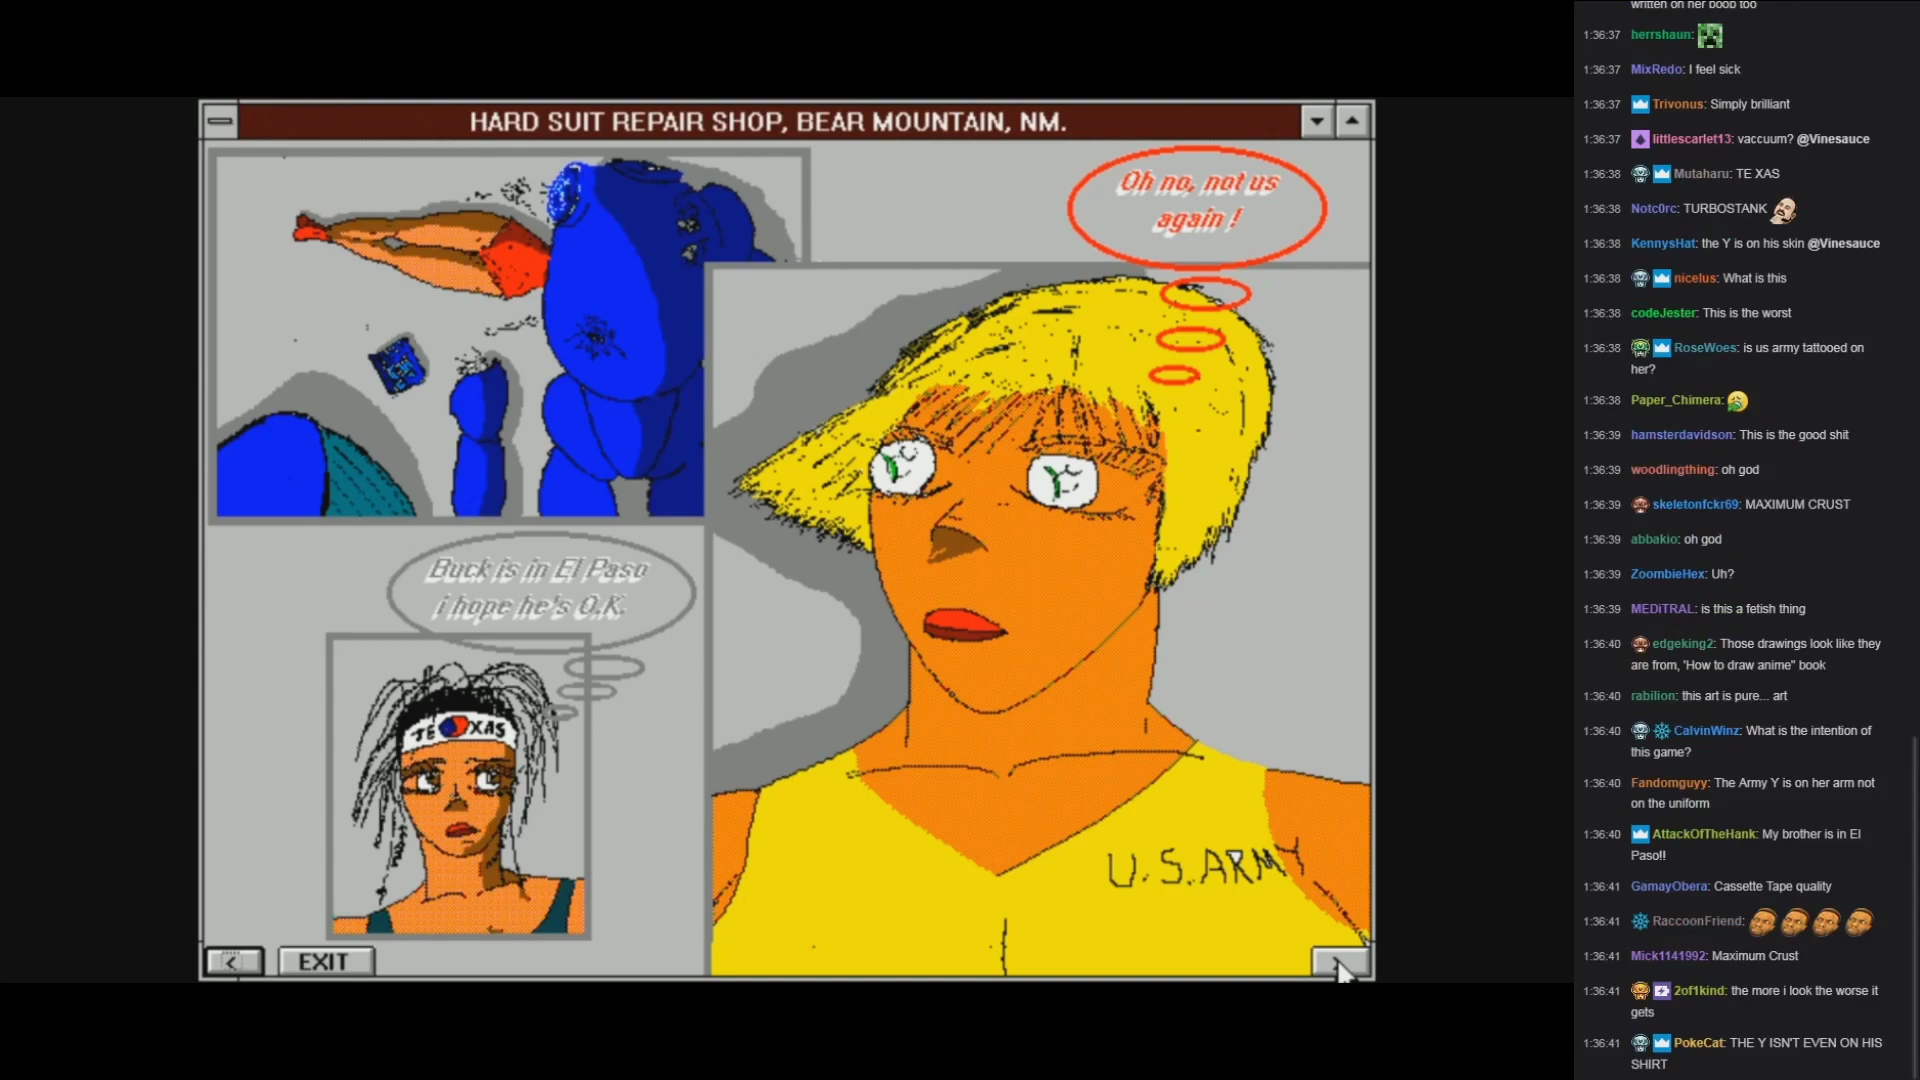 HARD SUIT REPAIR SHOP, BEAR MOUNTAIN, NM.
Oh no, not us
again !
Buck is in El Paso
i hope he's O.K.
TE XAS
U.S.ARMY
<
EXIT
>
written on her boob too
1:36:37 herrshaun:
1:36:37 MixRedo: I feel sick
1:36:37 Trivonus: Simply brilliant
1:36:37 littlescarlet13: vaccuum? @Vinesauce
1:36:38 Mutaharu: TE XAS
1:36:38 Notc0rc: TURBOSTANK
1:36:38 KennysHat: the Y is on his skin @Vinesauce
1:36:38 nicelus: What is this
1:36:38 codeJester: This is the worst
1:36:38 RoseWoes: is us army tattooed on
her?
1:36:38 Paper_Chimera:
1:36:39 hamsterdavidson: This is the good shit
1:36:39 woodlingthing: oh god
1:36:39 skeletonfckr69: MAXIMUM CRUST
1:36:39 abbakio: oh god
1:36:39 ZoombieHex: Uh?
1:36:39 MEDiTRAL: is this a fetish thing
1:36:40 edgeking2: Those drawings look like they
are from, 'How to draw anime" book
1:36:40 rabilion: this art is pure... art
1:36:40 CalvinWinz: What is the intention of
this game?
1:36:40 Fandomguyy: The Army Y is on her arm not
on the uniform
1:36:40 AttackOfTheHank: My brother is in El
Paso!!
1:36:41 GamayObera: Cassette Tape quality
1:36:41 RaccoonFriend:
1:36:41 Mick1141992: Maximum Crust
1:36:41 2of1kind: the more i look the worse it
gets
1:36:41 PokeCat: THE Y ISN'T EVEN ON HIS
SHIRT